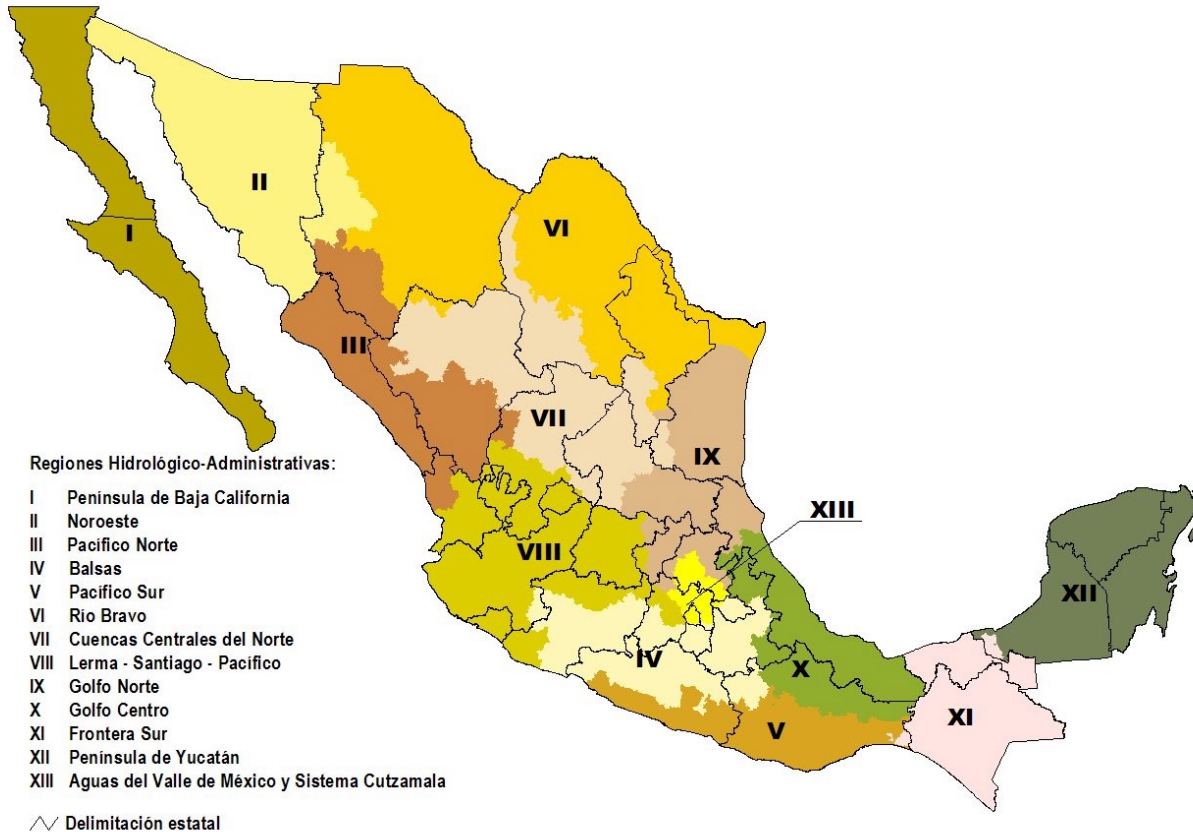 I
II
III
VI
VII
IX
VIII
XIII
IV
X
V
XI
XII
Regiones Hidrológico-Administrativas:
I Península de Baja California
II Noroeste
III Pacífico Norte
IV Balsas
V Pacífico Sur
VI Río Bravo
VII Cuencas Centrales del Norte
VIII Lerma - Santiago - Pacífico
IX Golfo Norte
X Golfo Centro
XI Frontera Sur
XII Península de Yucatán
XIII Aguas del Valle de México y Sistema Cutzamala
Delimitación estatal